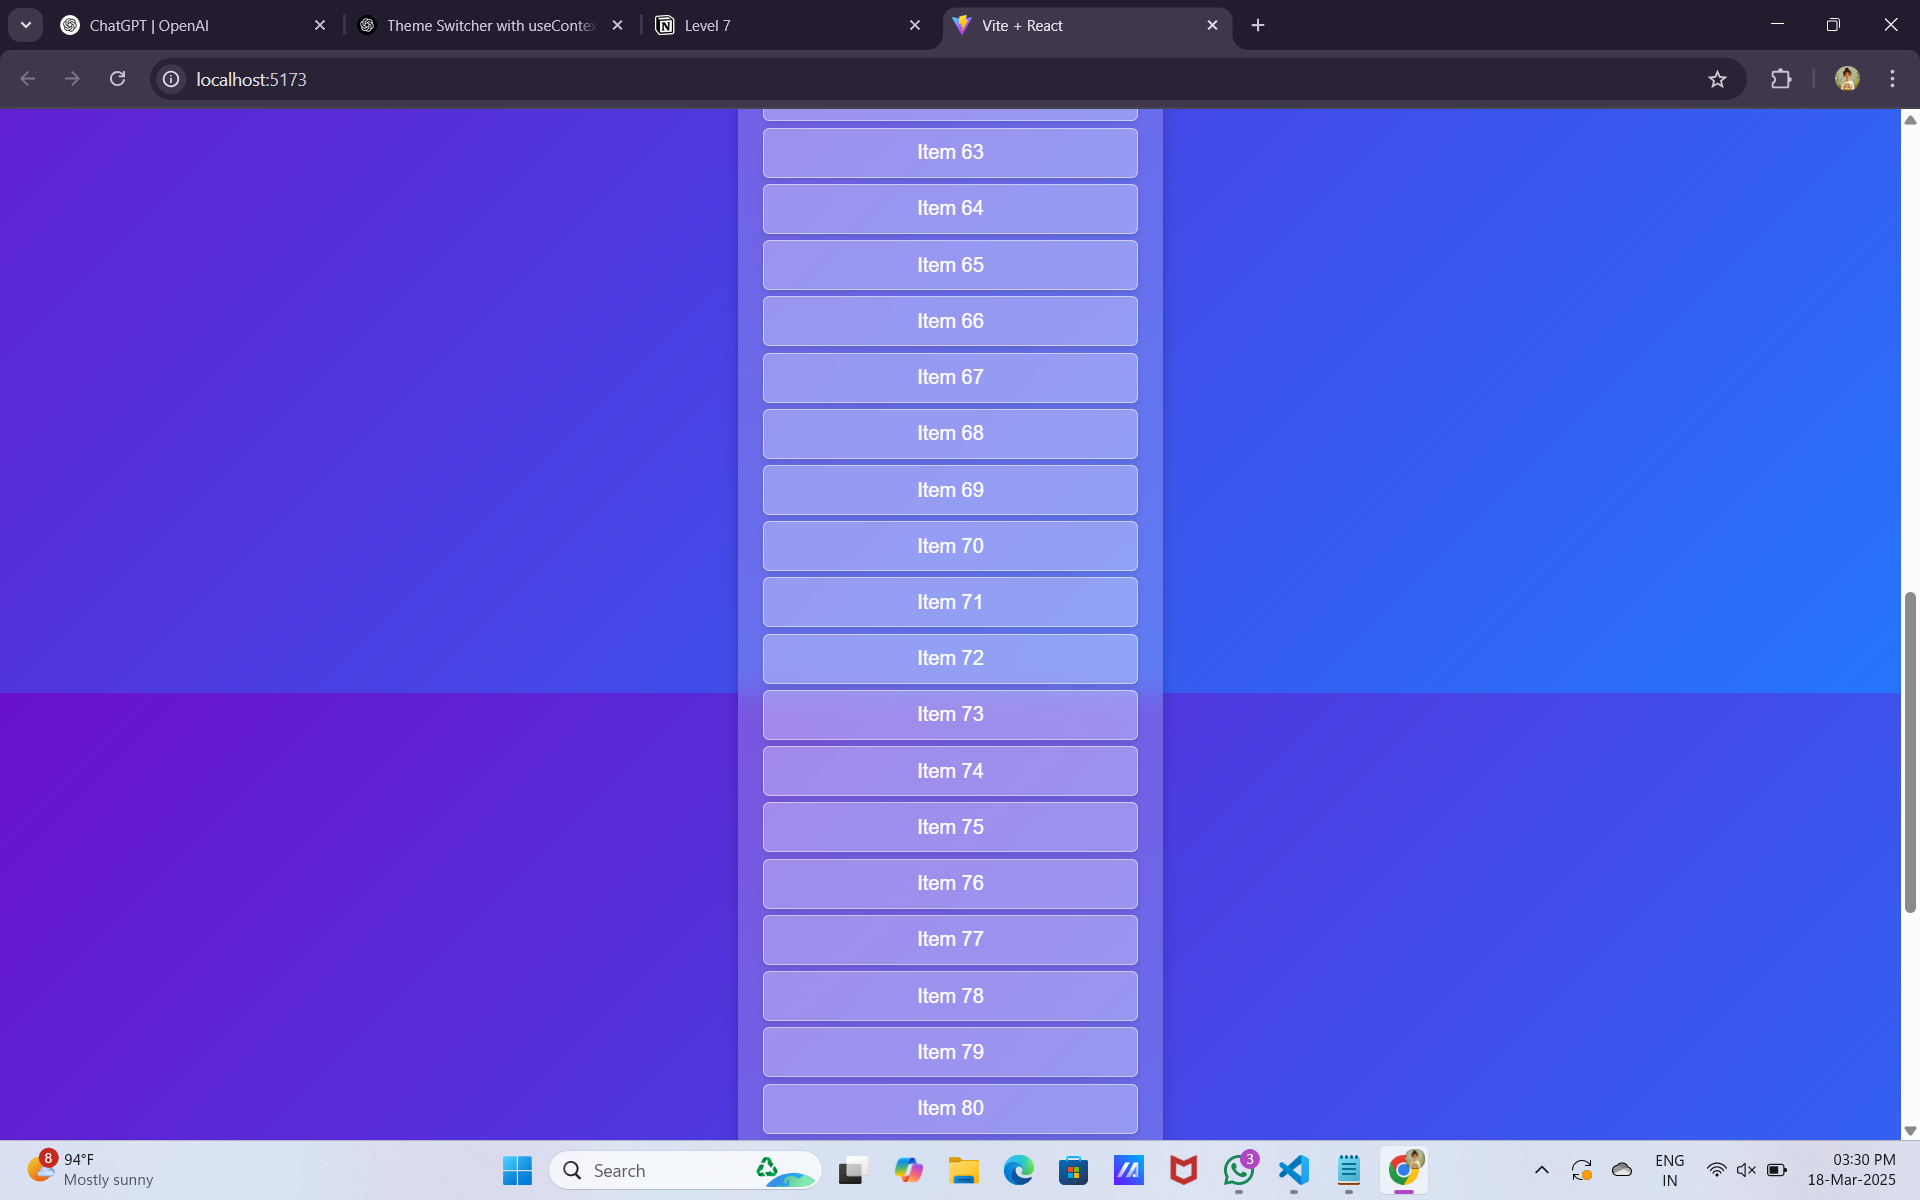 ChatGPT | OpenAI
Theme Switcher with useConte
Level 7
Vite + React
localhost:5173
Item 63
Item 64
Item 65
Item 66
Item 67
Item 68
Item 69
Item 70
Item 71
Item 72
Item 73
Item 74
Item 75
Item 76
Item 77
Item 78
Item 79
Item 80
8
94°F
Mostly sunny
Search
3
ENG
IN
03:30 PM
18-Mar-2025